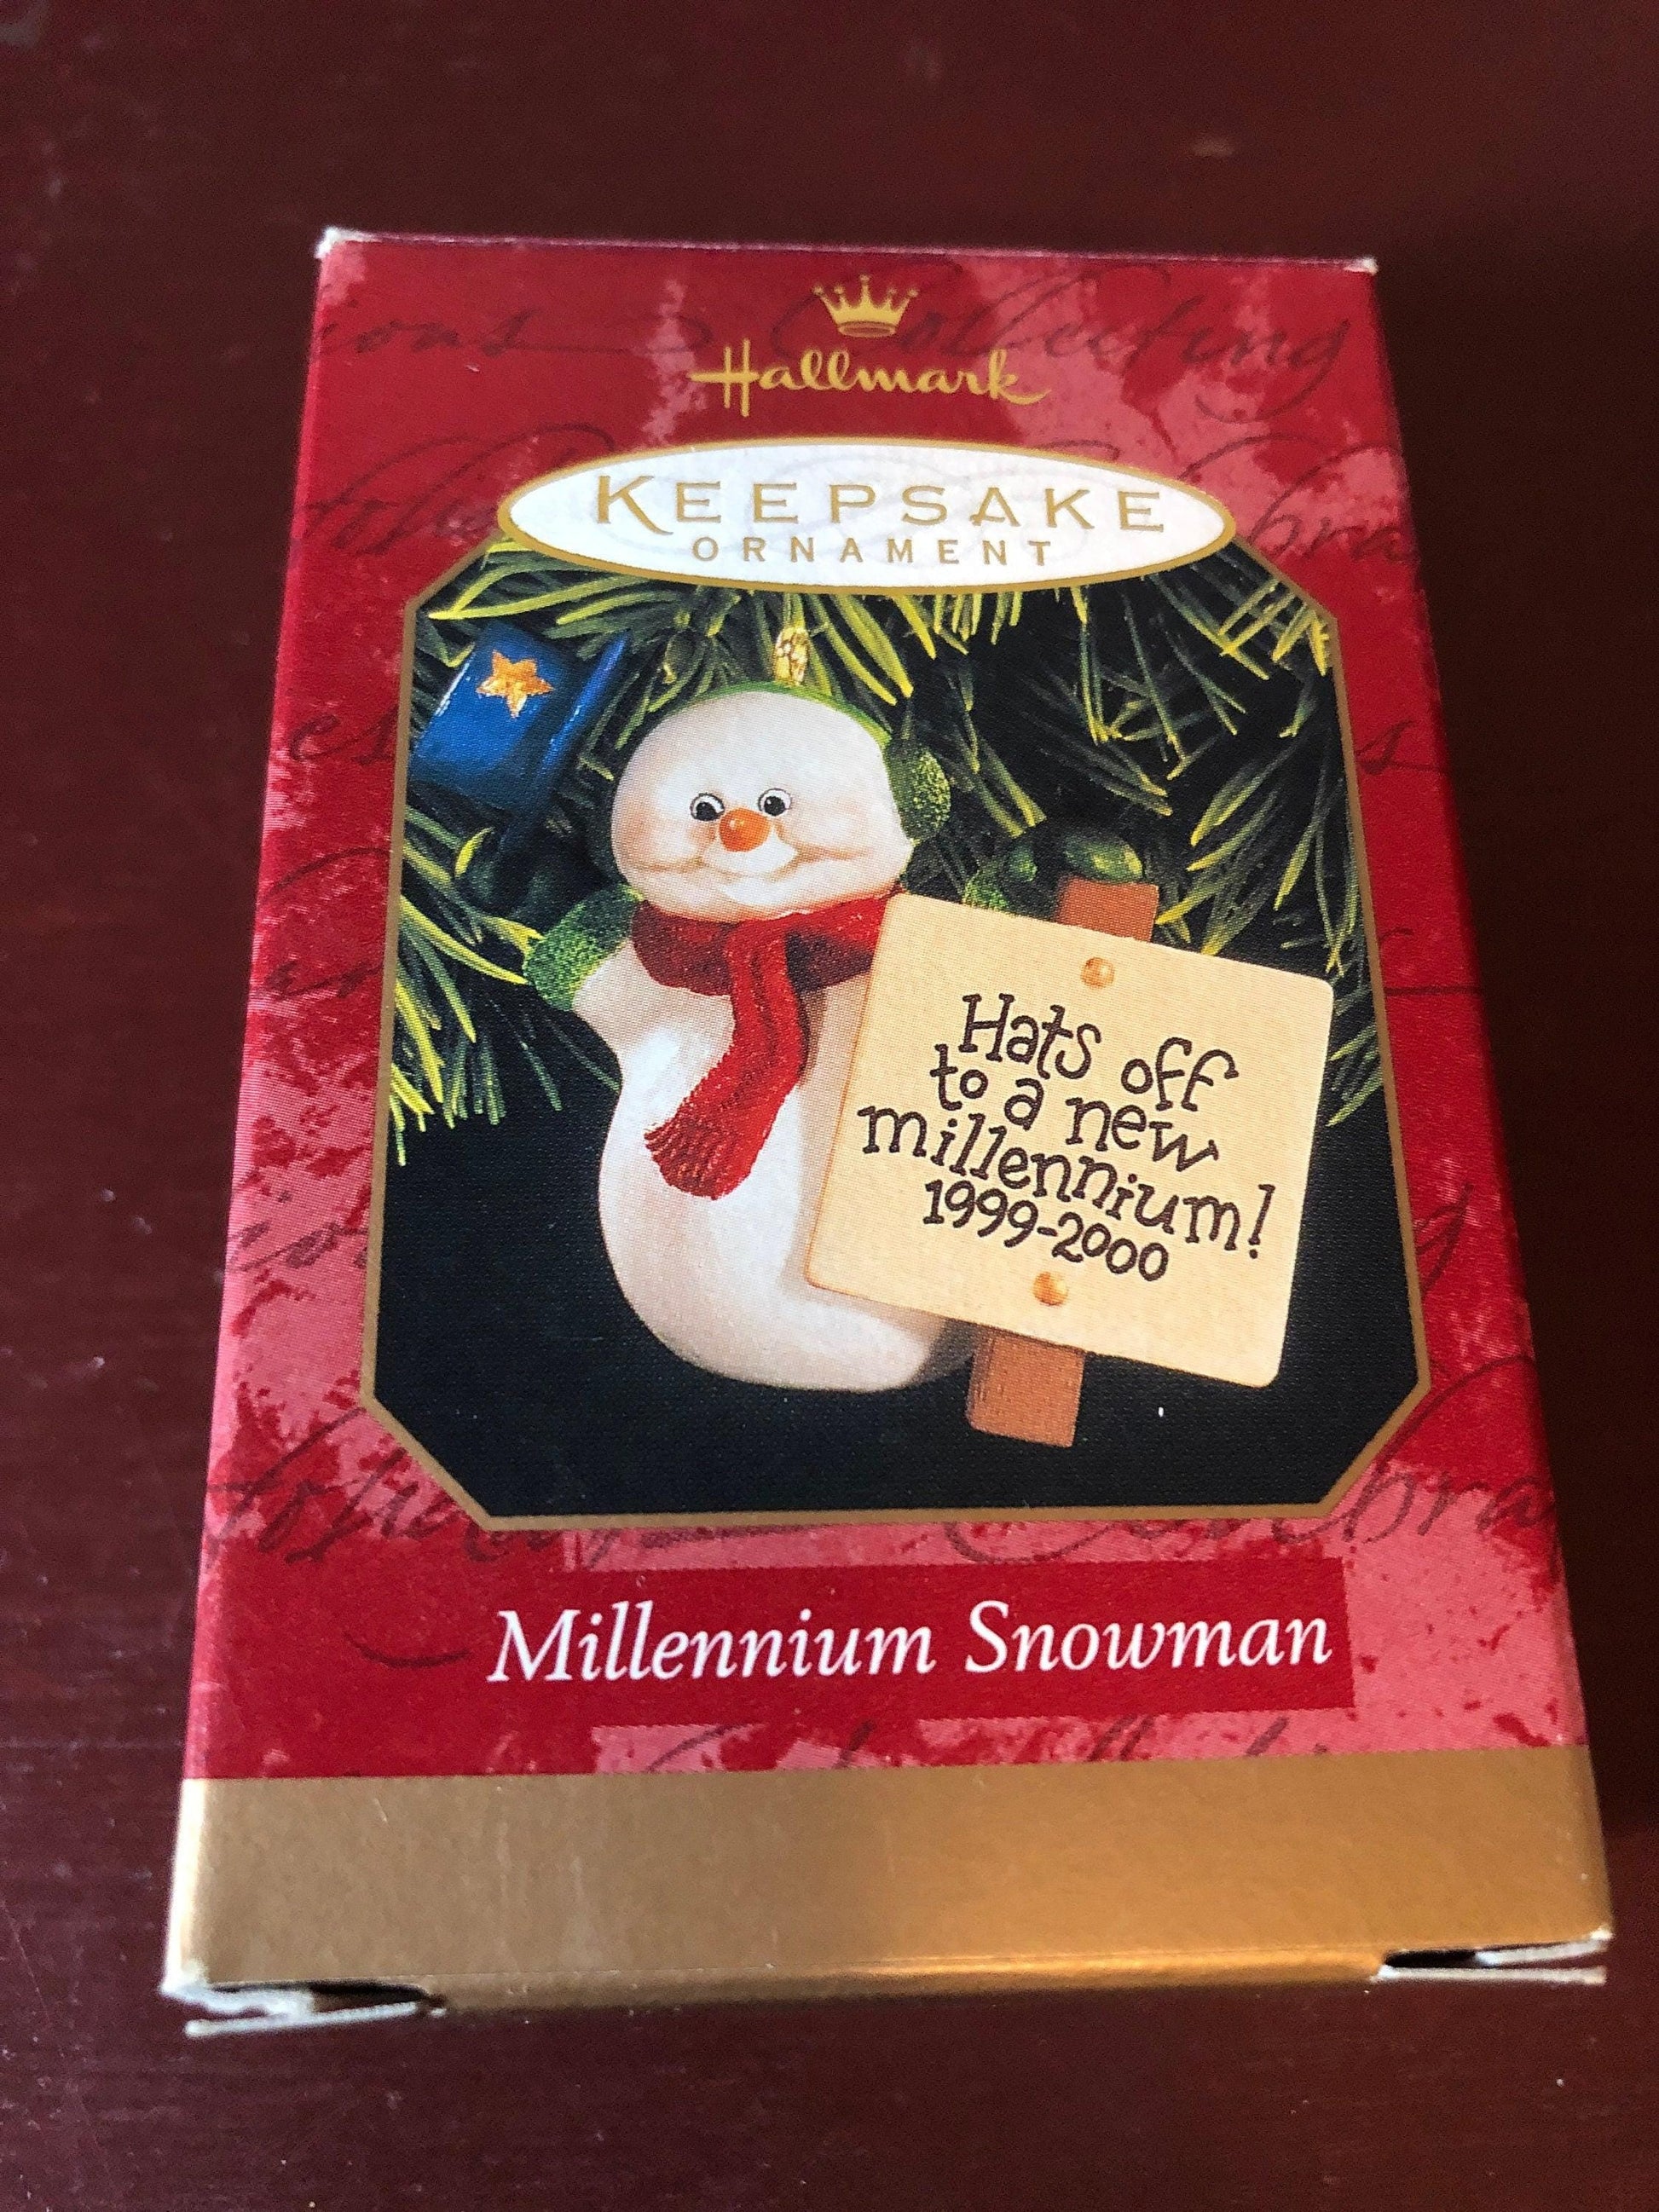 Hallmark
KEEPSAKE
ORNAMENT
Hats off
to a new
millennium!
1999-2000
Millennium Snowman